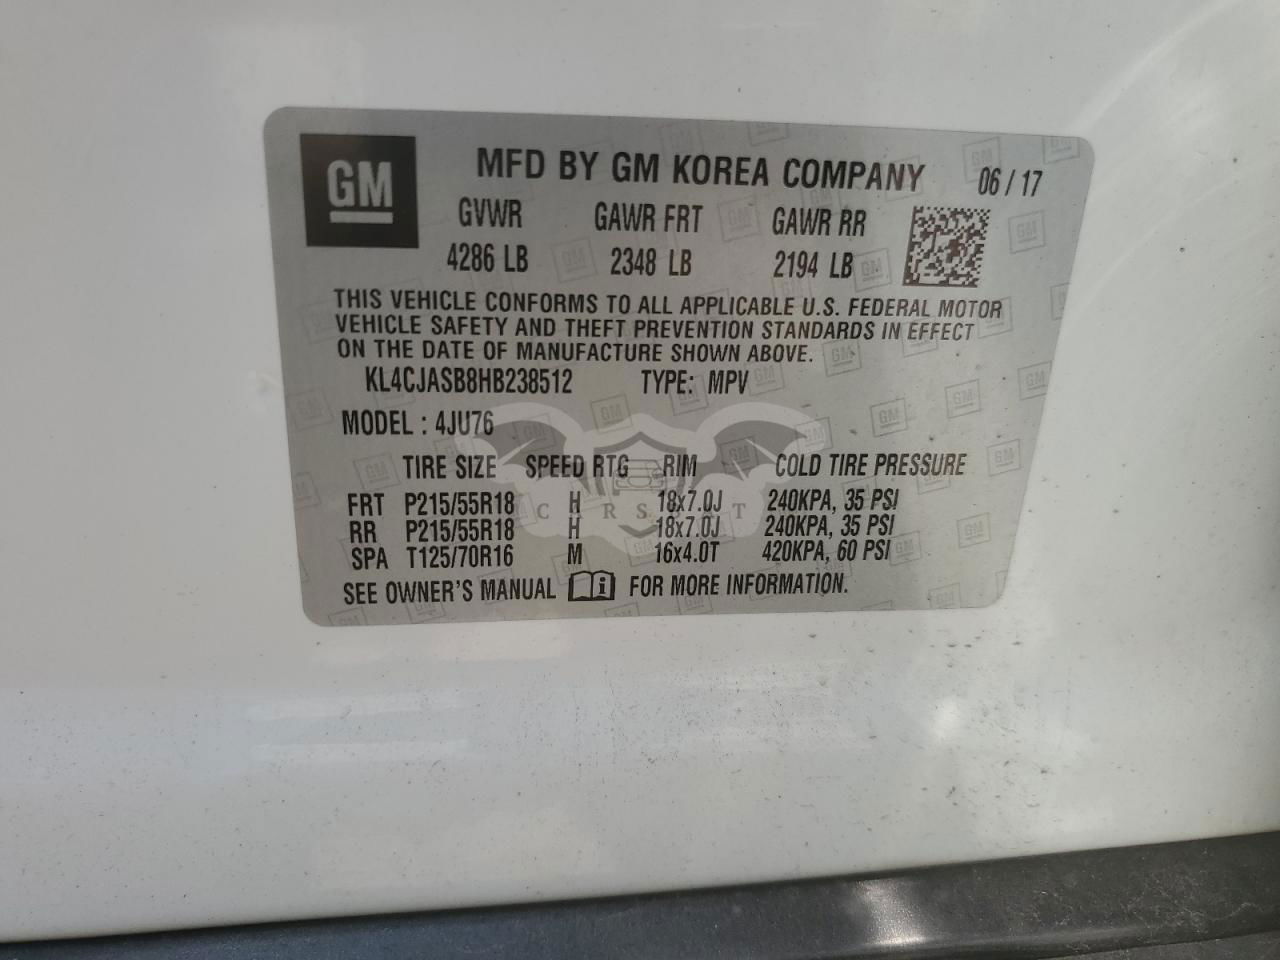 GM MFD BY GM KOREA COMPANY 06 / 17
GVWR GAWR FRT GAWR RR
4286 LB 2348 LB 2194 LB
THIS VEHICLE CONFORMS TO ALL APPLICABLE U.S. FEDERAL MOTOR
VEHICLE SAFETY AND THEFT PREVENTION STANDARDS IN EFFECT
ON THE DATE OF MANUFACTURE SHOWN ABOVE.
KL4CJASB8HB238512 TYPE: MPV
MODEL : 4JU76
TIRE SIZE SPEED RTG RIM COLD TIRE PRESSURE
FRT P215/55R18 H 18x7.0J 240KPA, 35 PSI
RR P215/55R18 H 18x7.0J 240KPA, 35 PSI
SPA T125/70R16 M 16x4.0T 420KPA, 60 PSI
SEE OWNER'S MANUAL FOR MORE INFORMATION.